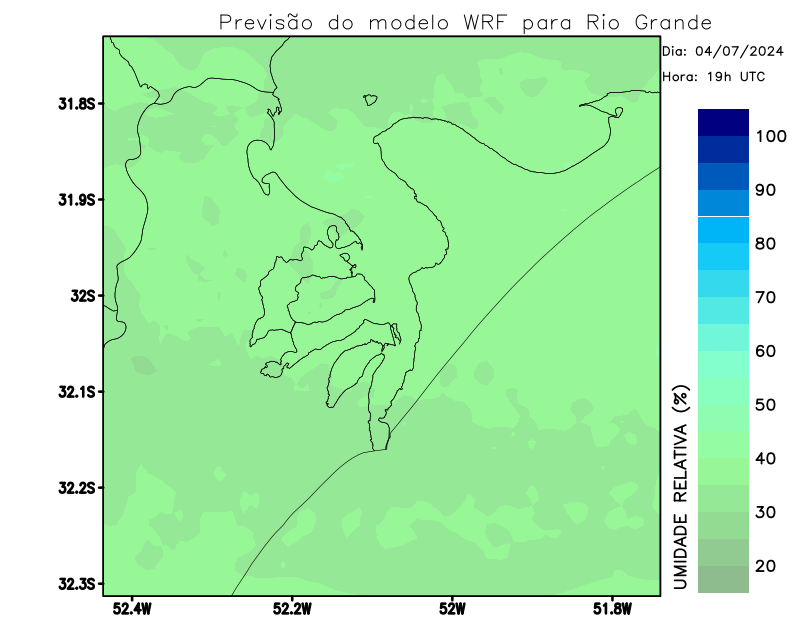 Previsão do modelo WRF para Rio Grande
Dia: 04/07/2024
Hora: 19h UTC
31.8S
31.9S
32S
32.1S
32.2S
32.3S
52.4W
52.2W
52W
51.8W
100
90
80
70
60
50
40
30
20
UMIDADE RELATIVA (%)